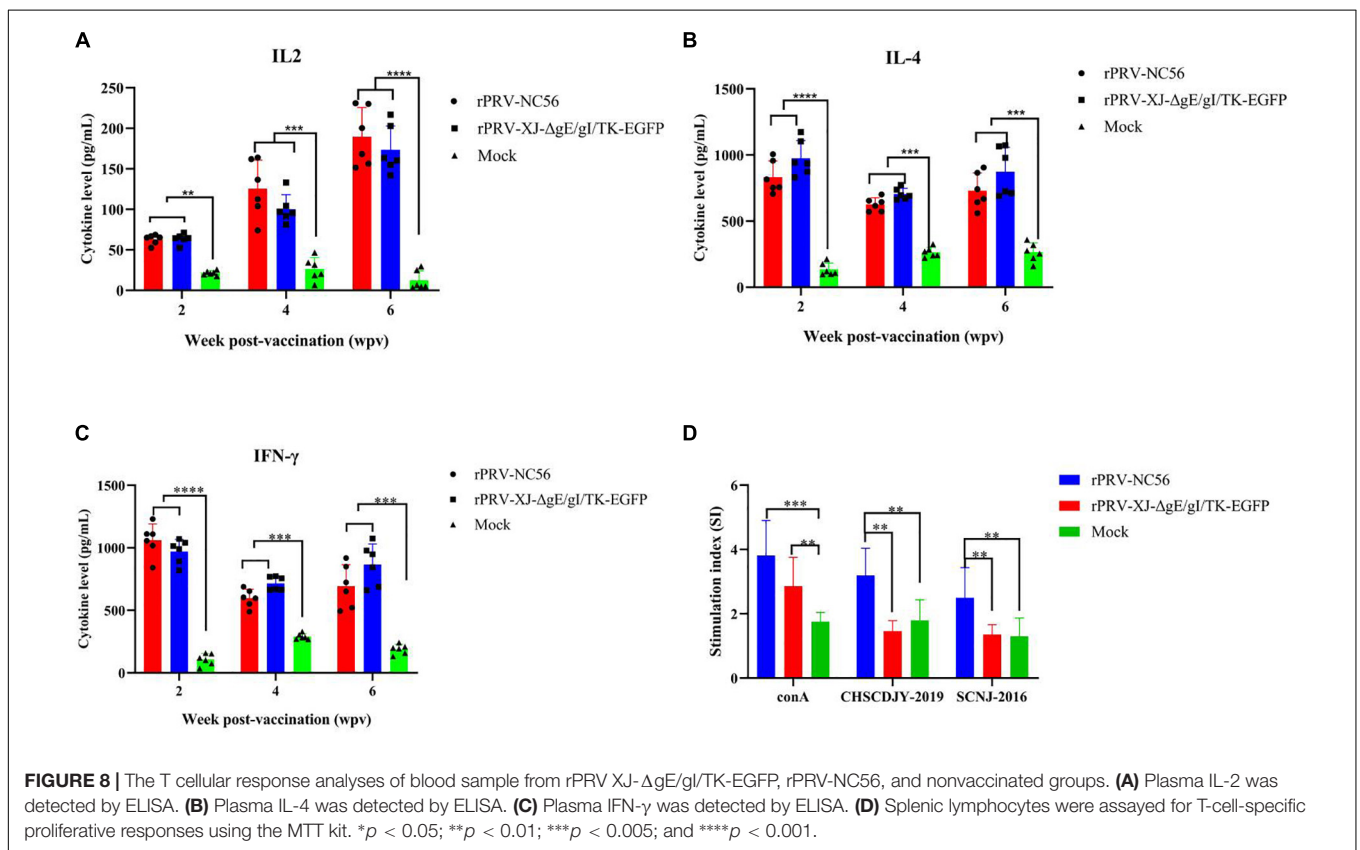 A
IL2
Cytokine level (pg/mL)
250
200
150
100
50
0
**
***
****
2 4 6
Week post-vaccination (wpv)
rPRV-NC56
rPRV-XJ-ΔgE/gI/TK-EGFP
Mock
B
IL-4
Cytokine level (pg/mL)
1500
1000
500
0
****
***
***
2 4 6
Week post-vaccination (wpv)
rPRV-NC56
rPRV-XJ-ΔgE/gI/TK-EGFP
Mock
C
IFN-γ
Cytokine level (pg/mL)
1500
1000
500
0
****
***
***
2 4 6
Week post-vaccination (wpv)
rPRV-NC56
rPRV-XJ-ΔgE/gI/TK-EGFP
Mock
D
Stimulation index (SI)
6
4
2
0
***
**
**
**
**
**
conA CHSCDJY-2019 SCNJ-2016
rPRV-NC56
rPRV-XJ-ΔgE/gI/TK-EGFP
Mock
FIGURE 8 | The T cellular response analyses of blood sample from rPRV XJ-ΔgE/gI/TK-EGFP, rPRV-NC56, and nonvaccinated groups. (A) Plasma IL-2 was
detected by ELISA. (B) Plasma IL-4 was detected by ELISA. (C) Plasma IFN-γ was detected by ELISA. (D) Splenic lymphocytes were assayed for T-cell-specific
proliferative responses using the MTT kit. *p < 0.05; **p < 0.01; ***p < 0.005; and ****p < 0.001.